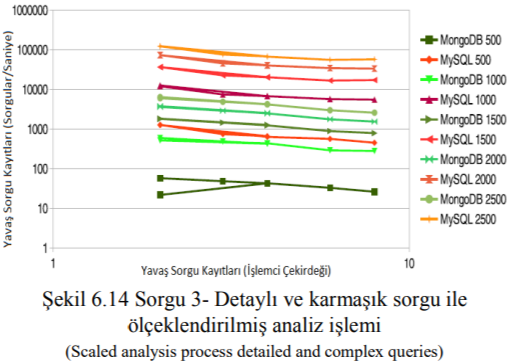 1000000
100000
10000
1000
100
10
1
Yavaş Sorgu Kayıtları (Sorgular/Saniye)
1
10
Yavaş Sorgu Kayıtları (İşlemci Çekirdeği)
MongoDB 500
MySQL 500
MongoDB 1000
MySQL 1000
MongoDB 1500
MySQL 1500
MongoDB 2000
MySQL 2000
MongoDB 2500
MySQL 2500
Şekil 6.14 Sorgu 3- Detaylı ve karmaşık sorgu ile
ölçeklendirilmiş analiz işlemi
(Scaled analysis process detailed and complex queries)